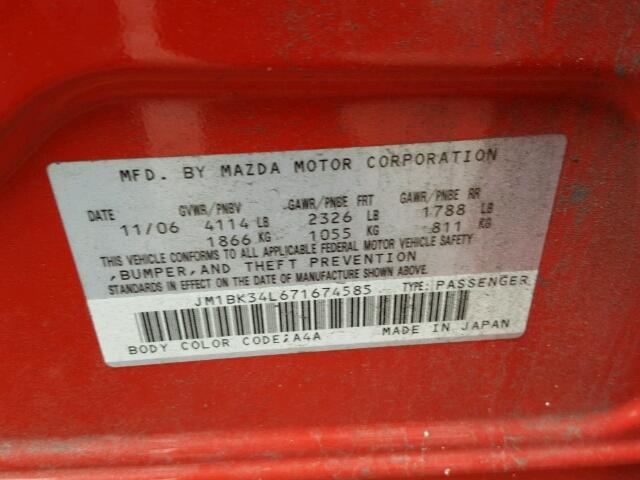 MFD. BY MAZDA MOTOR CORPORATION
DATE GVWR/PNBV GAWR/PNBE FRT GAWR/PNBE RR
11/06 4114 LB 2326 LB 1788 LB
1866 KG 1055 KG 811 KG
THIS VEHICLE CONFORMS TO ALL APPLICABLE FEDERAL MOTOR VEHICLE SAFETY
,BUMPER,AND THEFT PREVENTION
STANDARDS IN EFFECT ON THE DATE OF MANUFACTURE SHOWN ABOVE.
JM1BK34L671674585 TYPE: PASSENGER
BODY COLOR CODE:A4A MADE IN JAPAN